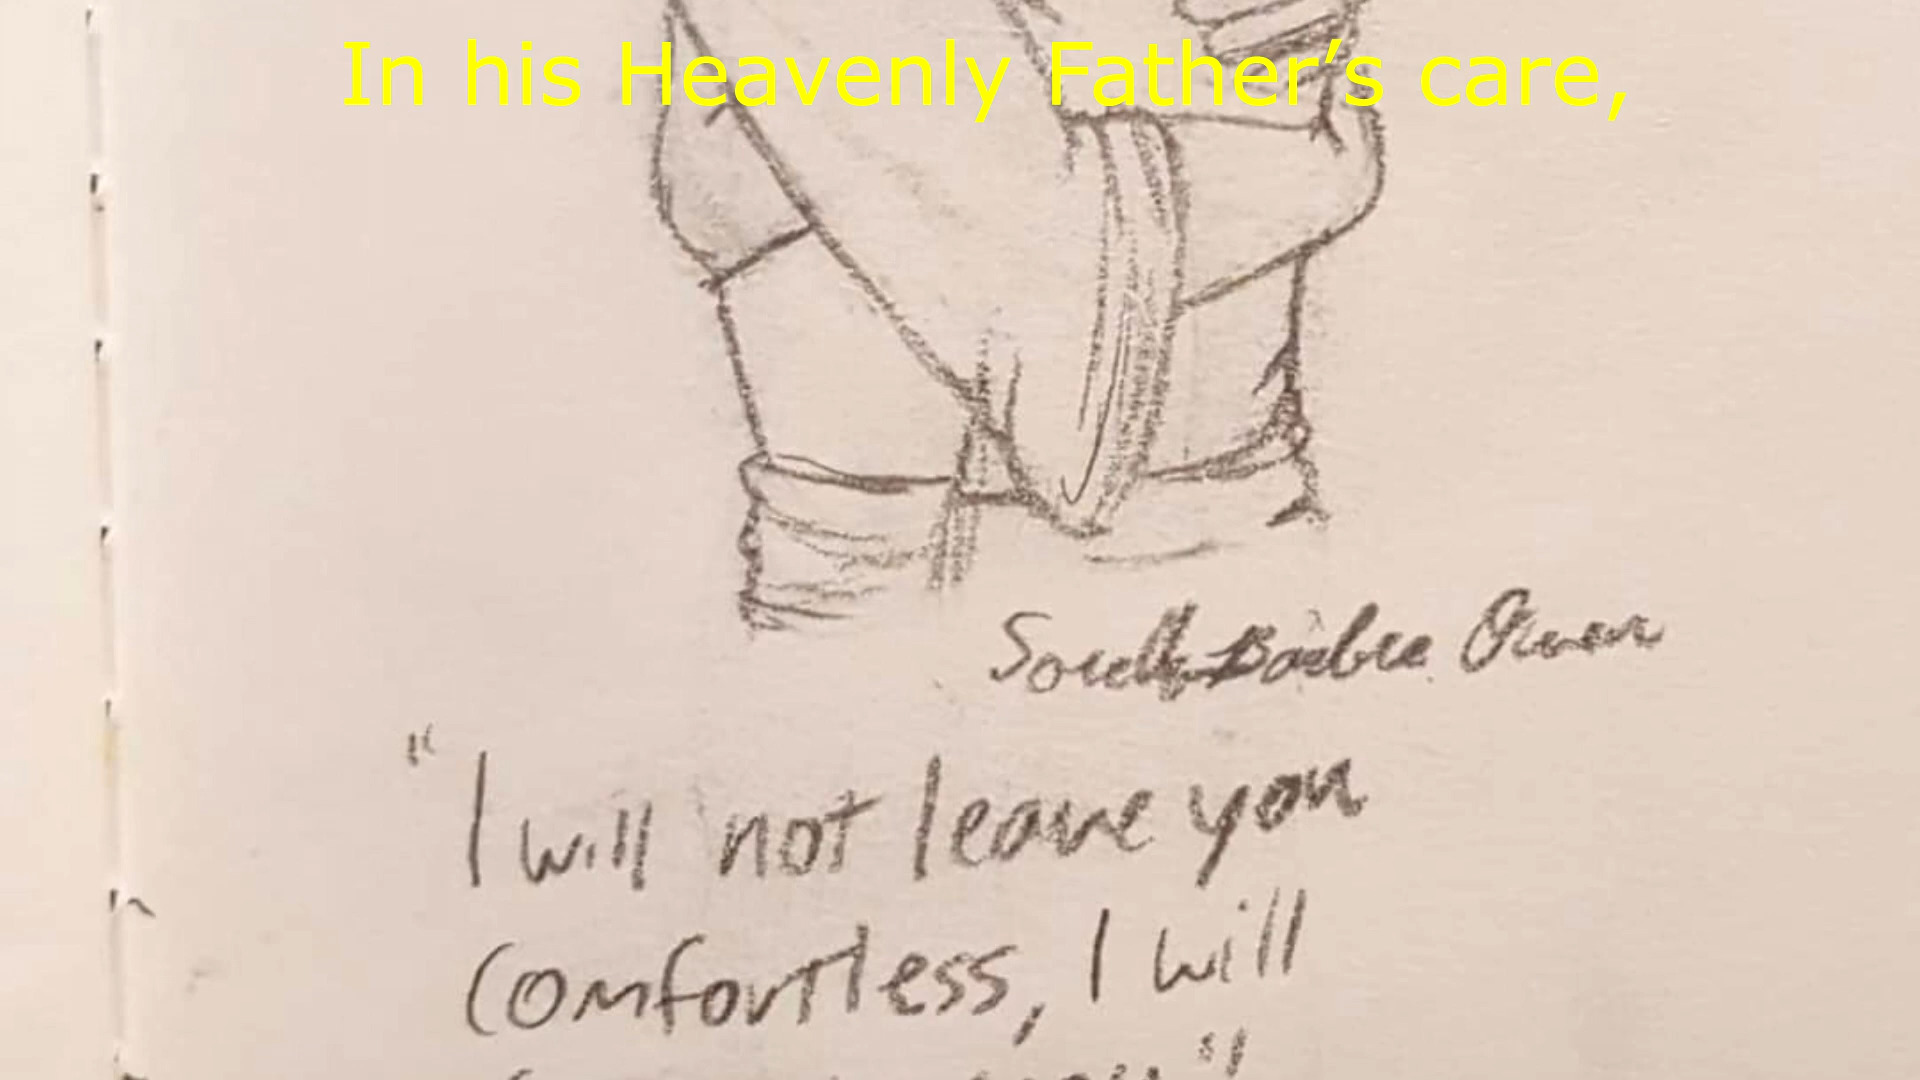 In his Heavenly Father’s care,
"I will not leave you
comfortless, I will